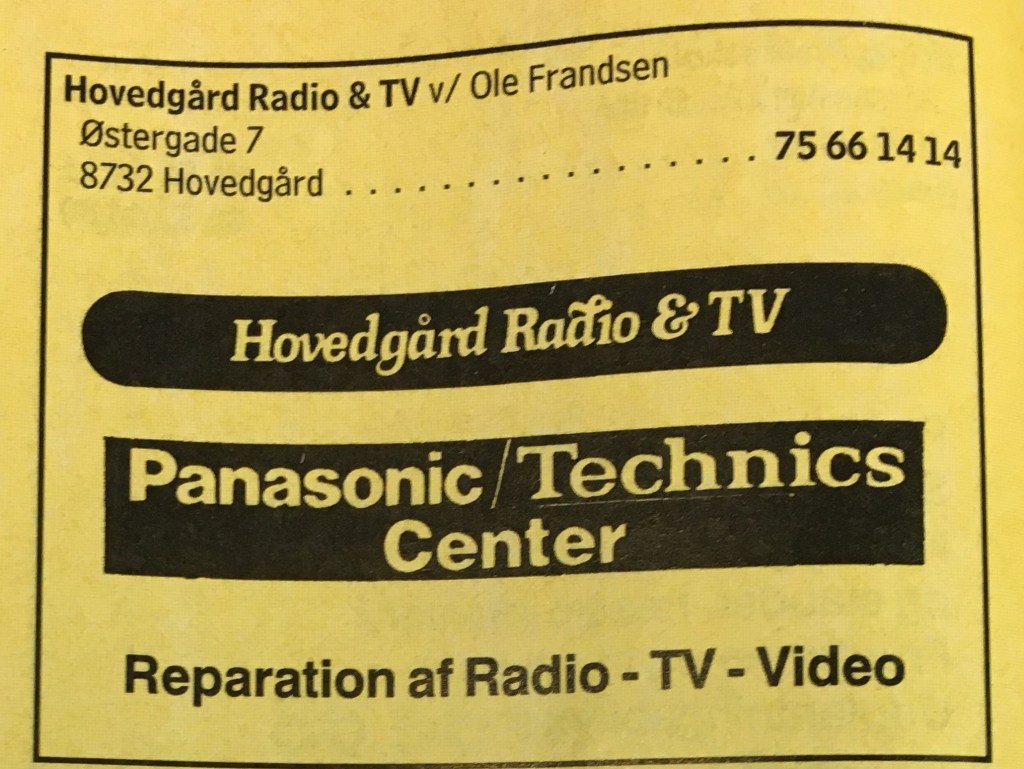 Hovedgård Radio & TV v/ Ole Frandsen
Østergade 7
8732 Hovedgård . . . . . . . . . . . . . . . . . 75 66 14 14
Hovedgård Radio & TV
Panasonic/Technics
Center
Reparation af Radio - TV - Video